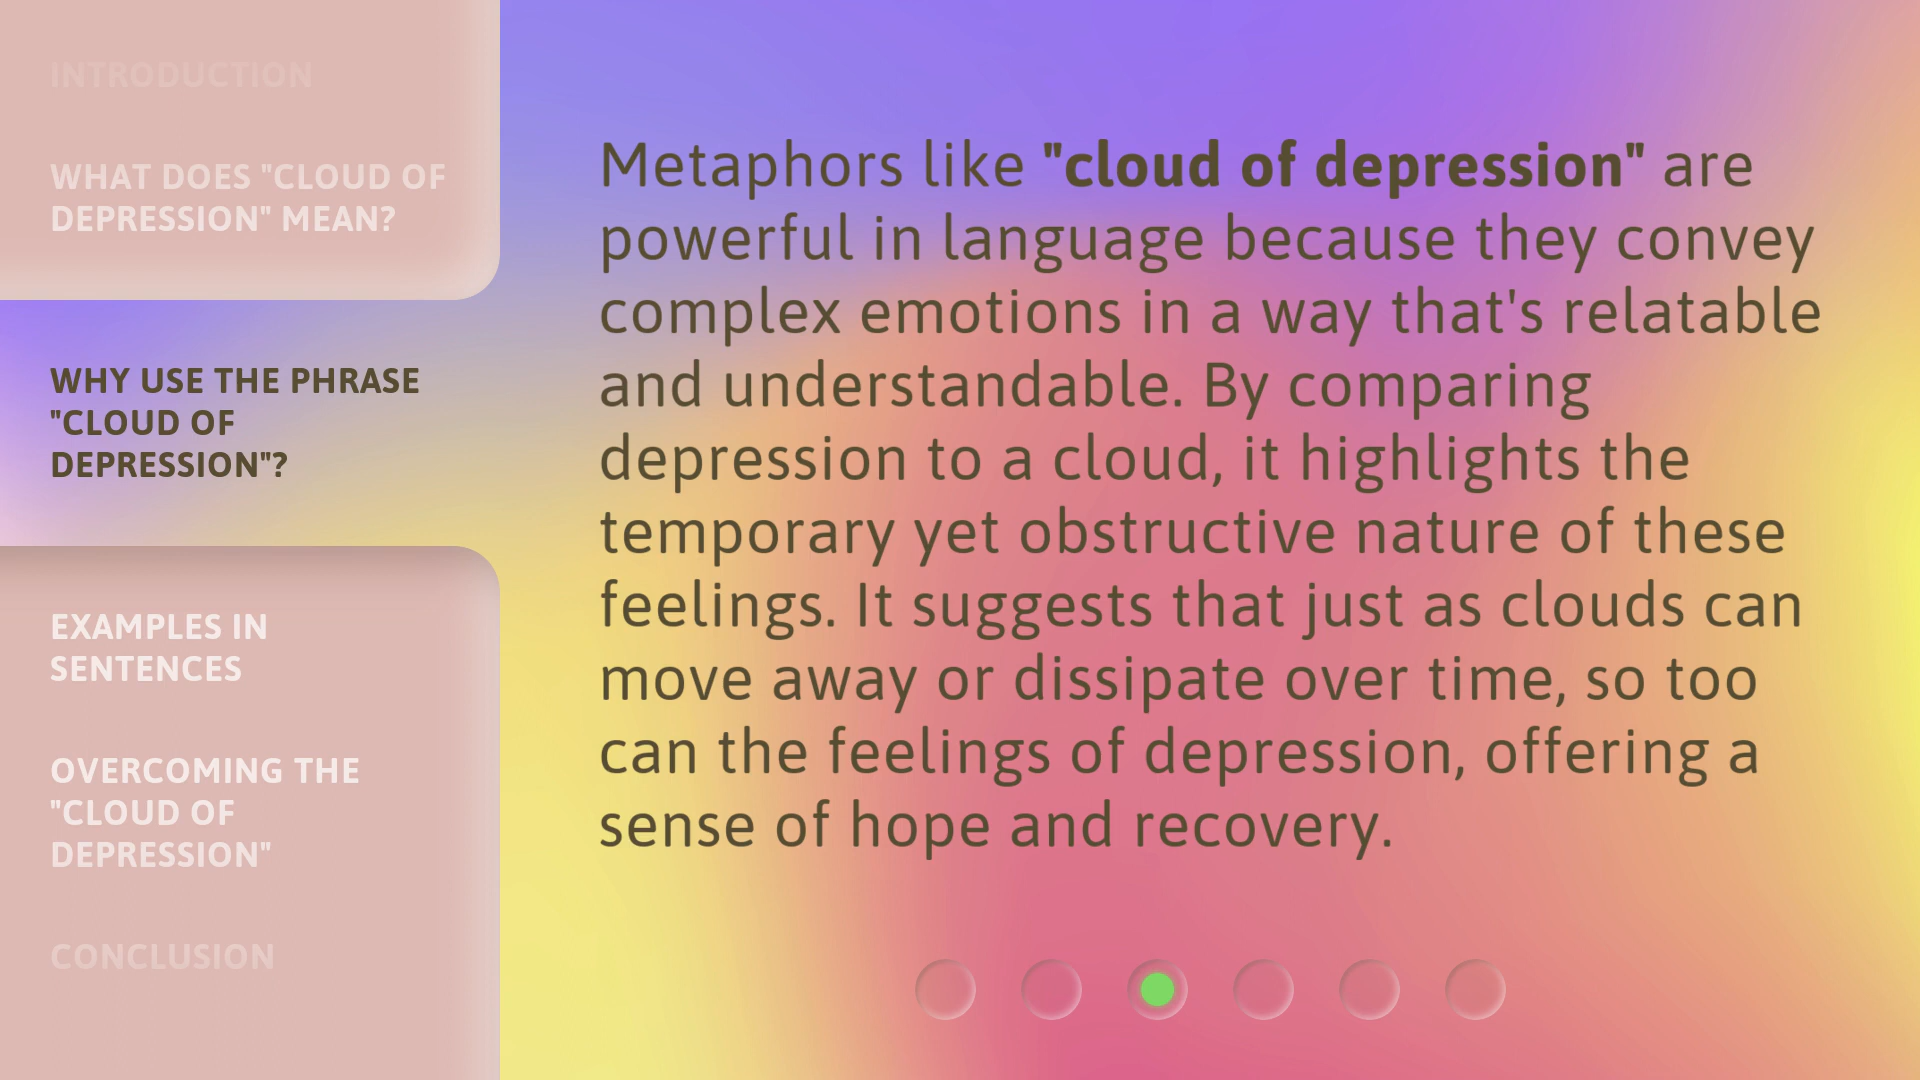 INTRODUCTION
WHAT DOES "CLOUD OF
DEPRESSION" MEAN?
WHY USE THE PHRASE
"CLOUD OF
DEPRESSION"?
EXAMPLES IN
SENTENCES
OVERCOMING THE
"CLOUD OF
DEPRESSION"
CONCLUSION
Metaphors like "cloud of depression" are
powerful in language because they convey
complex emotions in a way that's relatable
and understandable. By comparing
depression to a cloud, it highlights the
temporary yet obstructive nature of these
feelings. It suggests that just as clouds can
move away or dissipate over time, so too
can the feelings of depression, offering a
sense of hope and recovery.